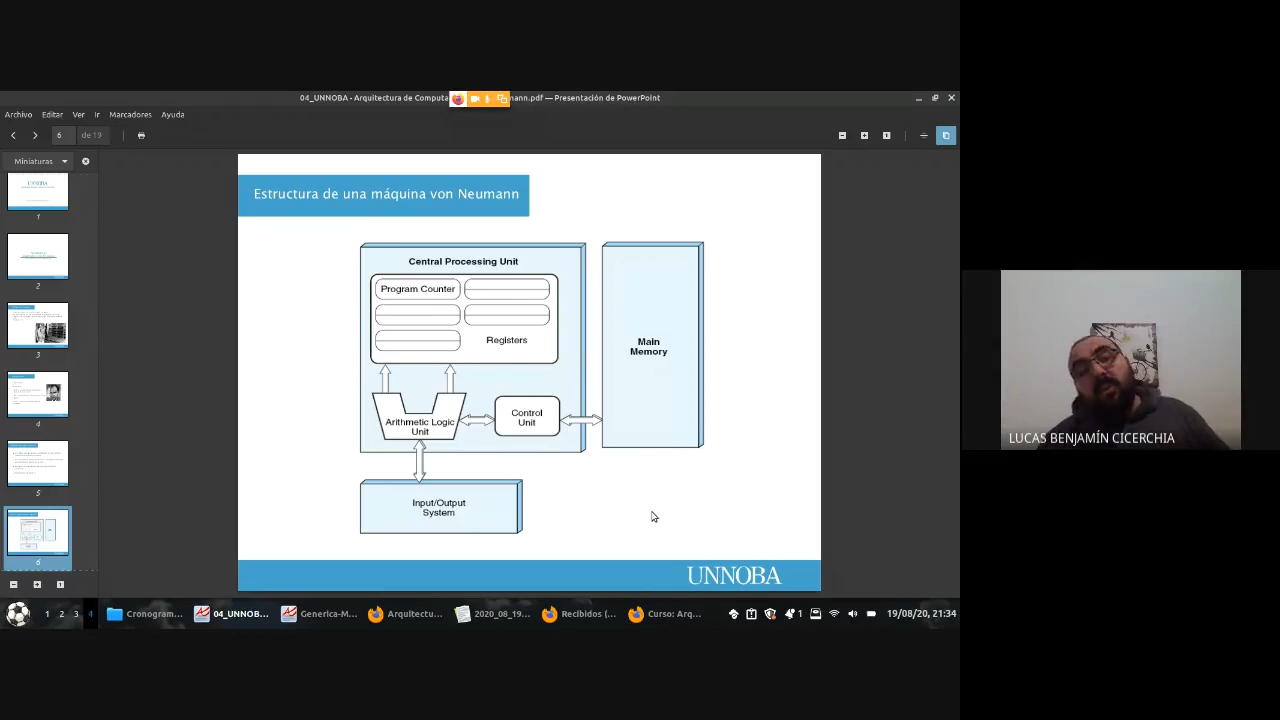 04_UNNOBA - Arquitectura de Computa
mann.pdf — Presentación de PowerPoint
Archivo Editar Ver Ir Marcadores Ayuda
6 de 19
Miniaturas
1
2
3
4
5
6
Estructura de una máquina von Neumann
Central Processing Unit
Program Counter
Registers
Arithmetic Logic
Unit
Control
Unit
Main
Memory
Input/Output
System
UNNOBA
LUCAS BENJAMÍN CICERCHIA
1 2 3 4 Cronogram... 04_UNNOB... Generica-M... Arquitectu... 2020_08_19... Recibidos (... Curso: Arq... 1 19/08/20, 21:34